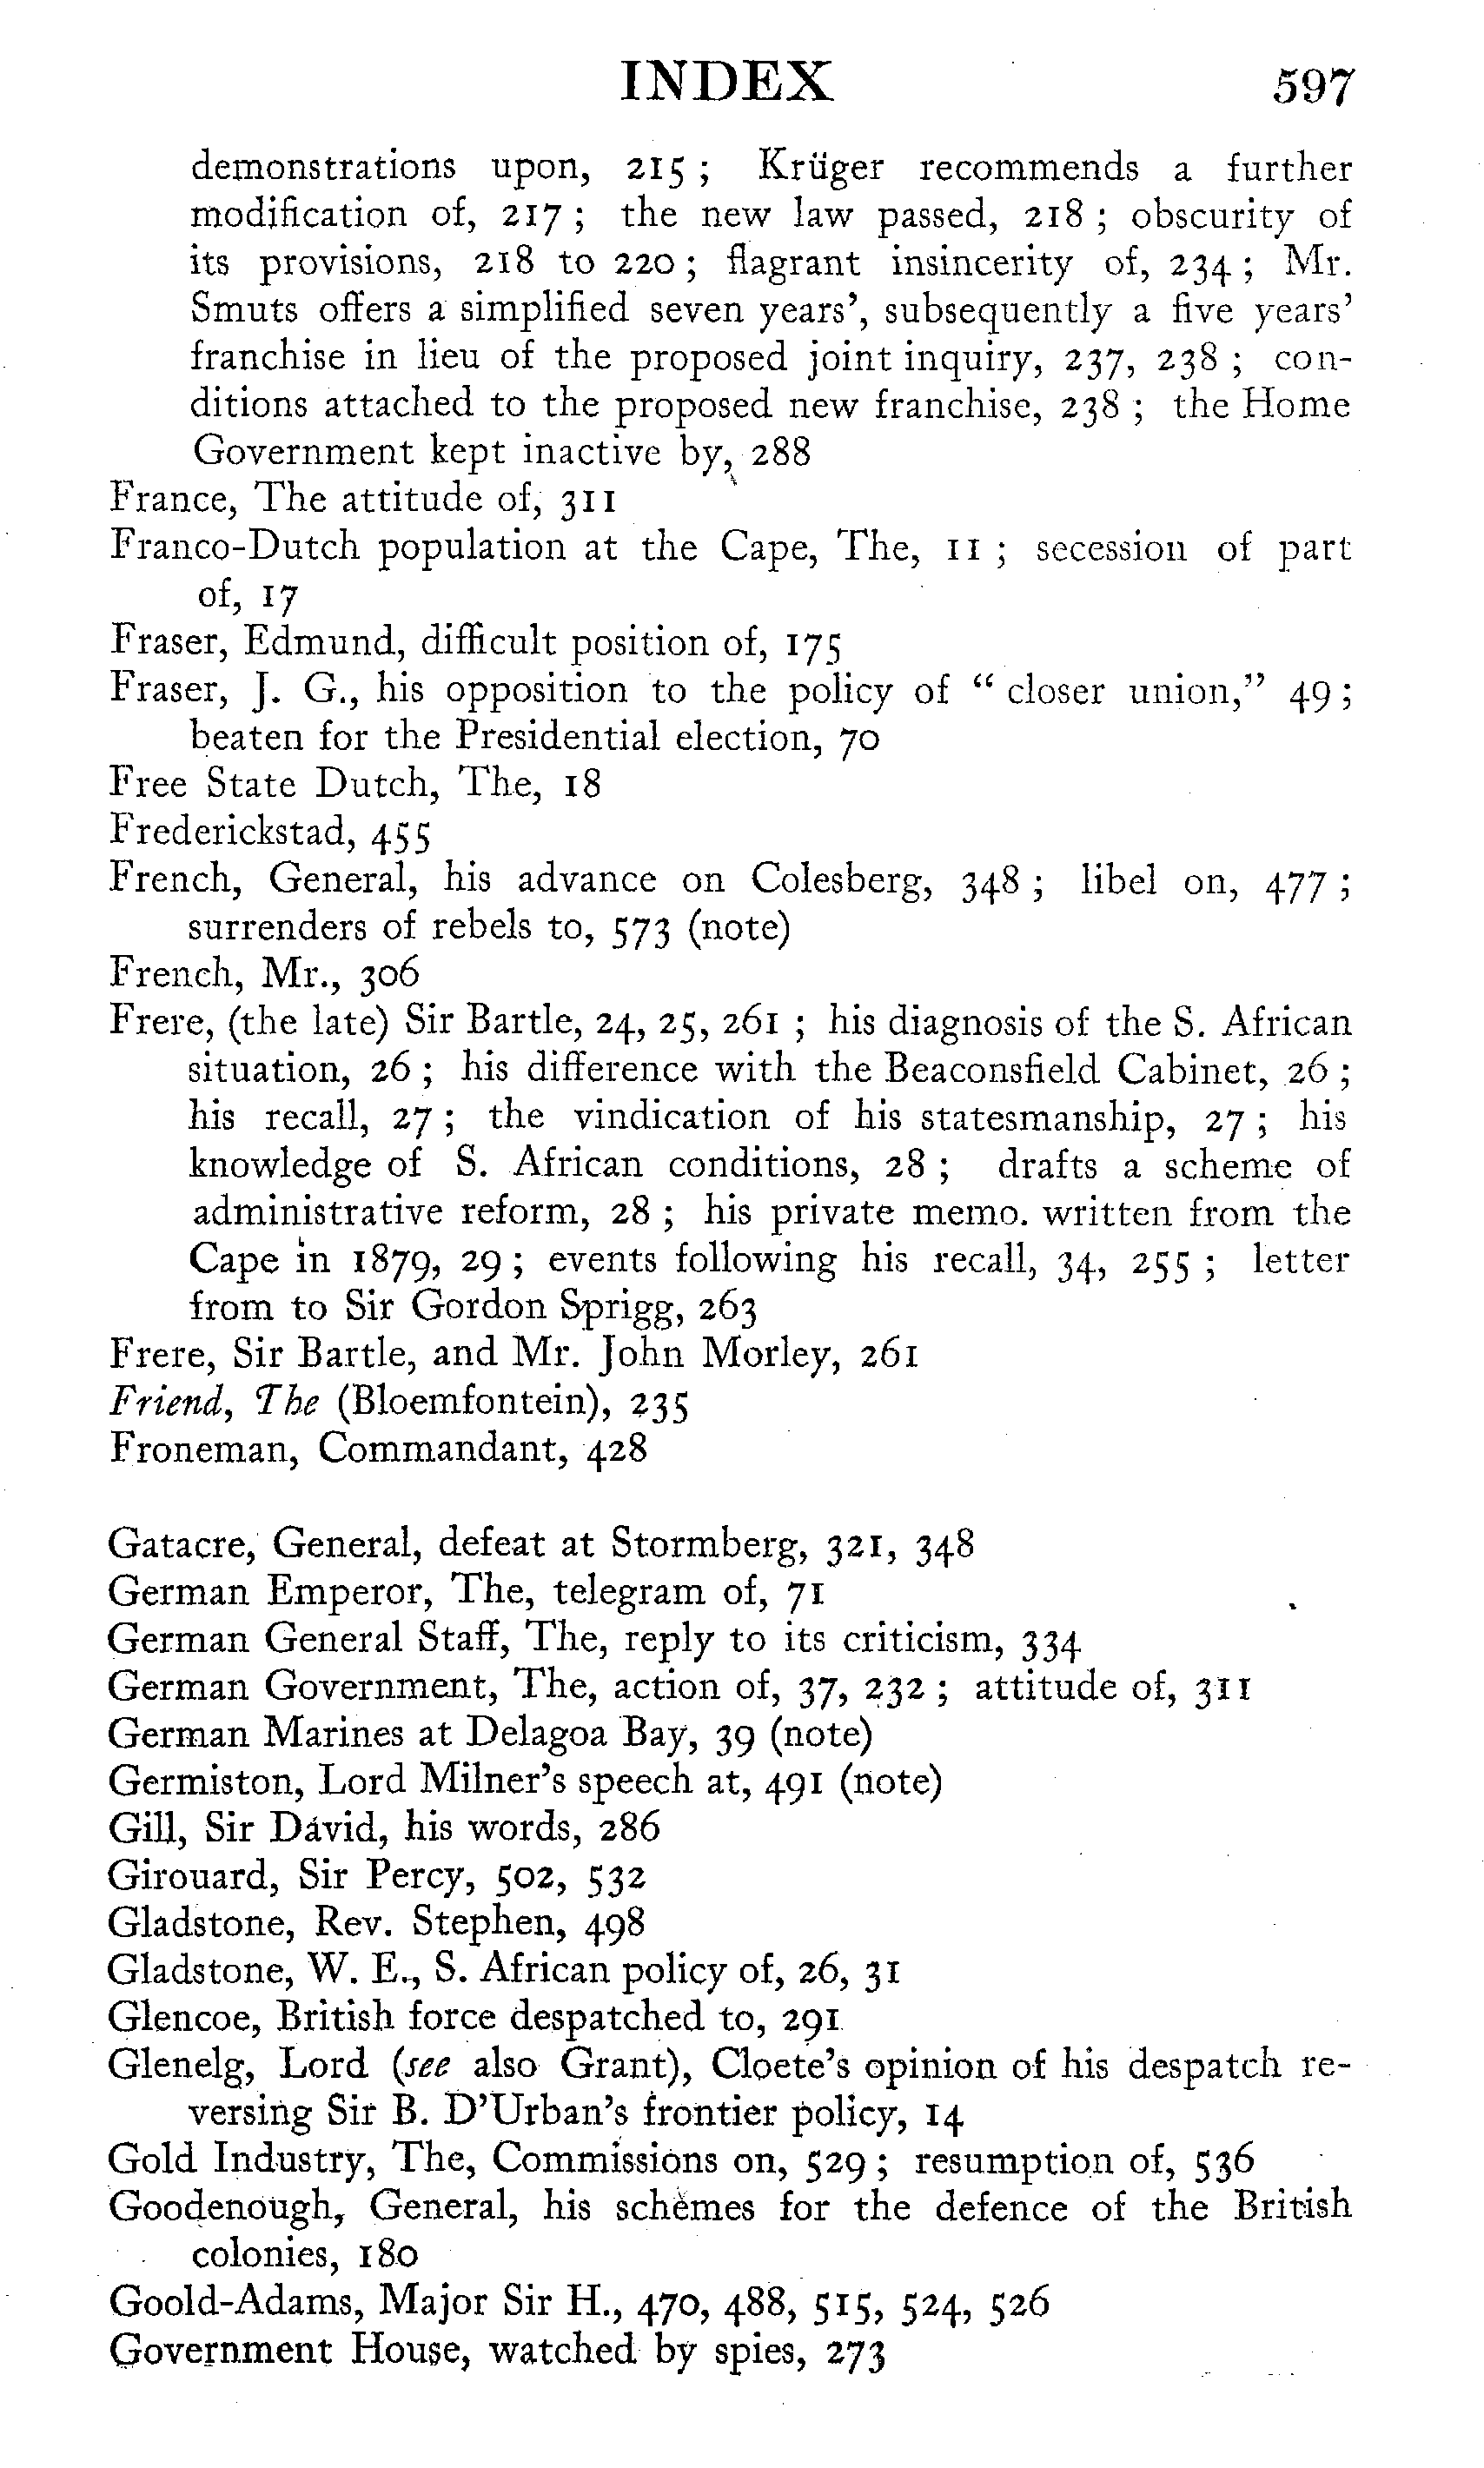 INDEX 597
demonstrations upon, 215 ; Krüger recommends a further
modification of, 217 ; the new law passed, 218 ; obscurity of
its provisions, 218 to 220 ; flagrant insincerity of, 234 ; Mr.
Smuts offers a simplified seven years', subsequently a five years'
franchise in lieu of the proposed joint inquiry, 237, 238 ; con-
ditions attached to the proposed new franchise, 238 ; the Home
Government kept inactive by, 288
France, The attitude of, 311
Franco-Dutch population at the Cape, The, 11 ; secession of part
of, 17
Fraser, Edmund, difficult position of, 175
Fraser, J. G., his opposition to the policy of " closer union," 49 ;
beaten for the Presidential election, 70
Free State Dutch, The, 18
Frederickstad, 455
French, General, his advance on Colesberg, 348 ; libel on, 477 ;
surrenders of rebels to, 573 (note)
French, Mr., 306
Frere, (the late) Sir Bartle, 24, 25, 261 ; his diagnosis of the S. African
situation, 26 ; his difference with the Beaconsfield Cabinet, 26 ;
his recall, 27 ; the vindication of his statesmanship, 27 ; his
knowledge of S. African conditions, 28 ; drafts a scheme of
administrative reform, 28 ; his private memo. written from the
Cape in 1879, 29 ; events following his recall, 34, 255 ; letter
from to Sir Gordon Sprigg, 263
Frere, Sir Bartle, and Mr. John Morley, 261
Friend, The (Bloemfontein), 235
Froneman, Commandant, 428
Gatacre, General, defeat at Stormberg, 321, 348
German Emperor, The, telegram of, 71
German General Staff, The, reply to its criticism, 334
German Government, The, action of, 37, 232 ; attitude of, 311
German Marines at Delagoa Bay, 39 (note)
Germiston, Lord Milner's speech at, 491 (note)
Gill, Sir David, his words, 286
Girouard, Sir Percy, 502, 532
Gladstone, Rev. Stephen, 498
Gladstone, W. E., S. African policy of, 26, 31
Glencoe, British force despatched to, 291
Glenelg, Lord (see also Grant), Cloete's opinion of his despatch re-
versing Sir B. D'Urban's frontier policy, 14
Gold Industry, The, Commissions on, 529 ; resumption of, 536
Goodenough, General, his schemes for the defence of the British
colonies, 180
Goold-Adams, Major Sir H., 470, 488, 515, 524, 526
Government House, watched by spies, 273